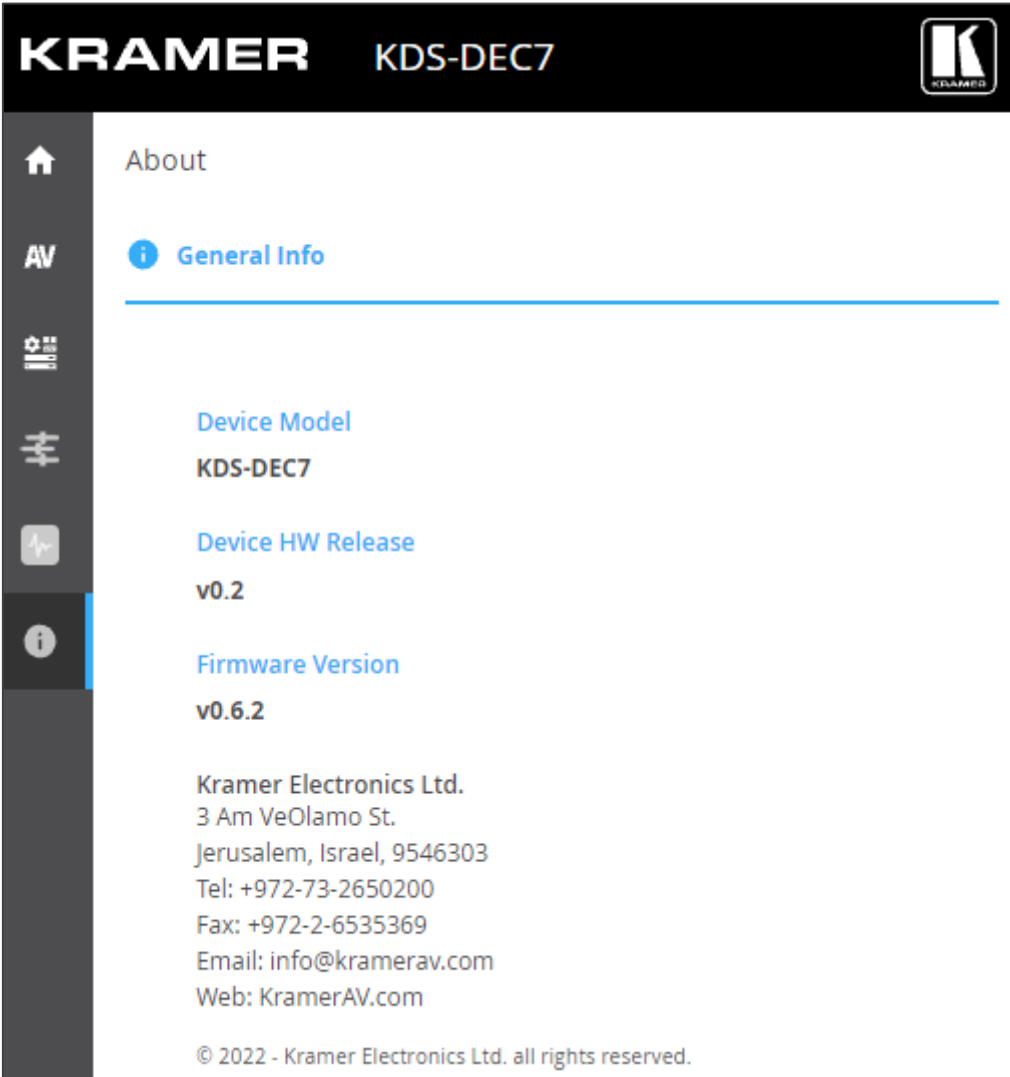 KRAMER KDS-DEC7
KRAMER
About
AV
General Info
Device Model
KDS-DEC7
Device HW Release
v0.2
Firmware Version
v0.6.2
Kramer Electronics Ltd.
3 Am VeOlamo St.
Jerusalem, Israel, 9546303
Tel: +972-73-2650200
Fax: +972-2-6535369
Email: info@kramerav.com
Web: KramerAV.com
© 2022 - Kramer Electronics Ltd. all rights reserved.